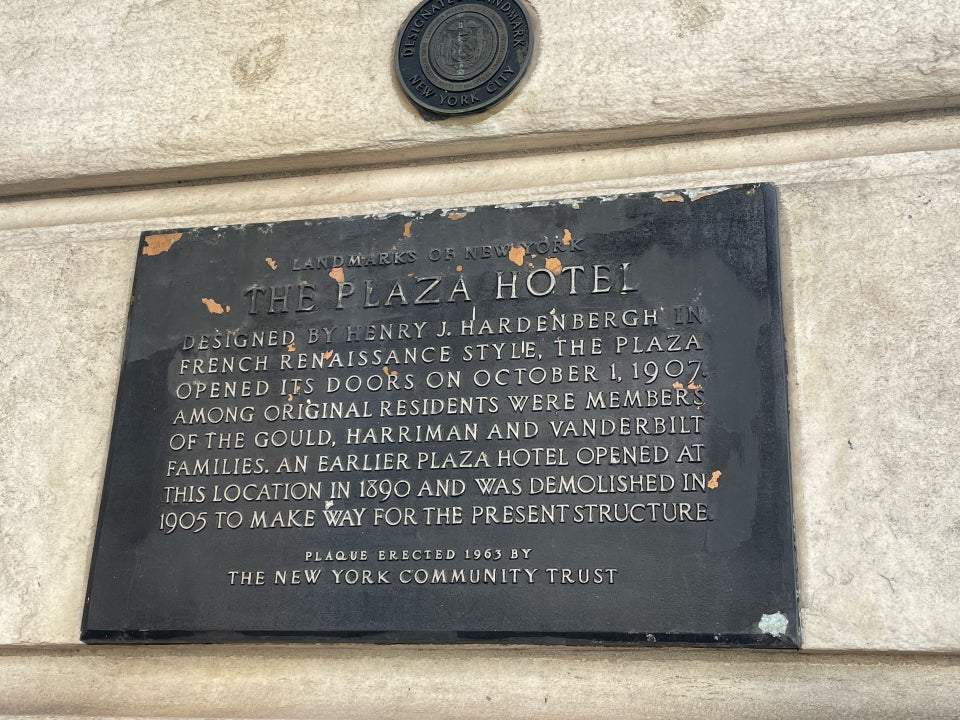 DESIGNATED LANDMARK
NEW YORK CITY
LANDMARKS OF NEW YORK
THE PLAZA HOTEL
DESIGNED BY HENRY J. HARDENBERGH IN
FRENCH RENAISSANCE STYLE, THE PLAZA
OPENED ITS DOORS ON OCTOBER 1, 1907.
AMONG ORIGINAL RESIDENTS WERE MEMBERS
OF THE GOULD, HARRIMAN AND VANDERBILT
FAMILIES. AN EARLIER PLAZA HOTEL OPENED AT
THIS LOCATION IN 1890 AND WAS DEMOLISHED IN
1905 TO MAKE WAY FOR THE PRESENT STRUCTURE.
PLAQUE ERECTED 1963 BY
THE NEW YORK COMMUNITY TRUST